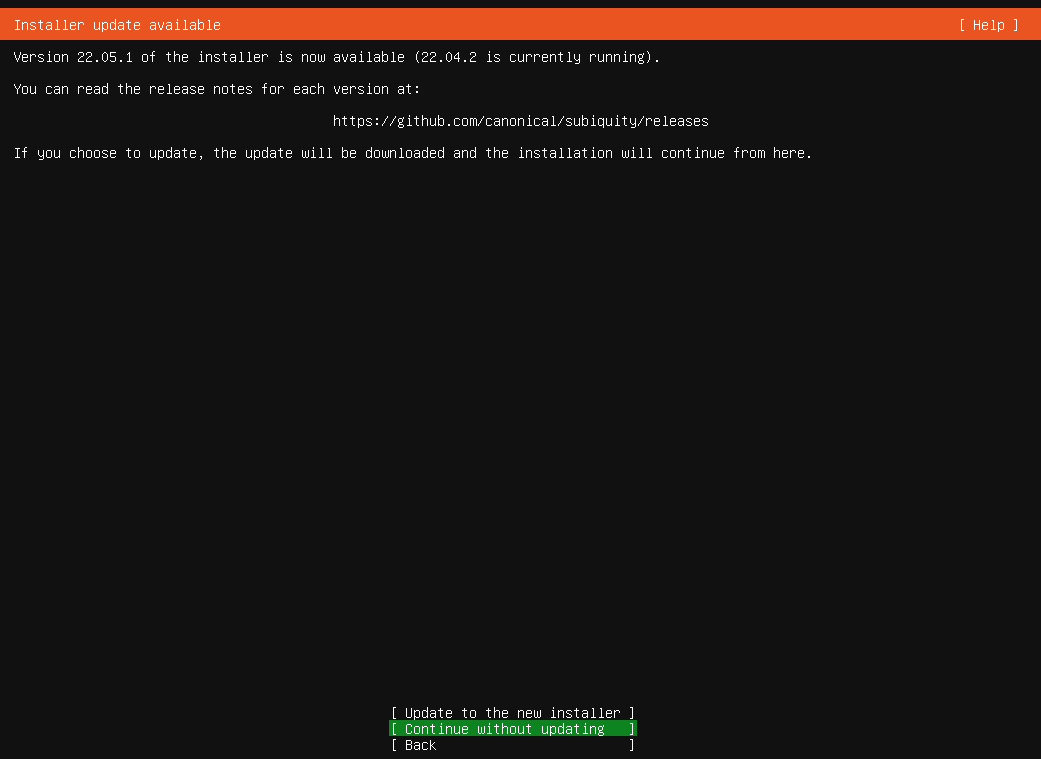 Installer update available [ Help ]
Version 22.05.1 of the installer is now available (22.04.2 is currently running).
You can read the release notes for each version at:
https://github.com/canonical/subiquity/releases
If you choose to update, the update will be downloaded and the installation will continue from here.
[ Update to the new installer ]
[ Continue without updating ]
[ Back ]